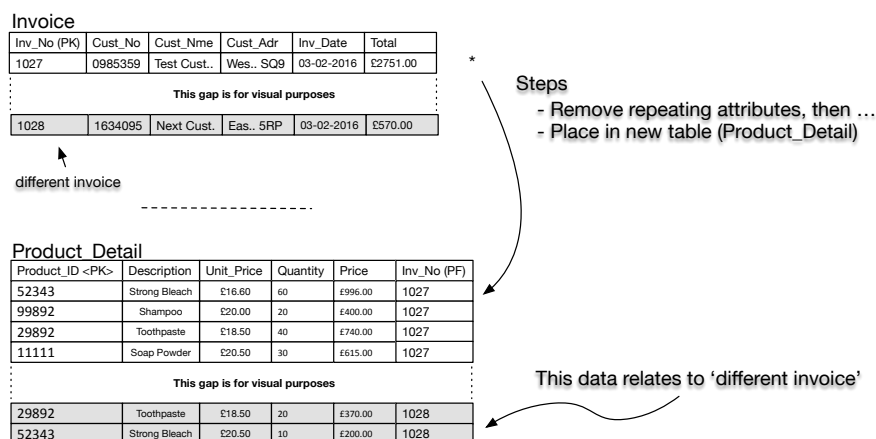 Invoice
Inv_No (PK) Cust_No Cust_Nme Cust_Adr Inv_Date Total
1027 0985359 Test Cust.. Wes.. SQ9 03-02-2016 £2751.00
*
This gap is for visual purposes
1028 1634095 Next Cust. Eas.. 5RP 03-02-2016 £570.00
different invoice
Steps
- Remove repeating attributes, then …
- Place in new table (Product_Detail)
Product_Detail
Product_ID <PK> Description Unit_Price Quantity Price Inv_No (PF)
52343 Strong Bleach £16.60 60 £996.00 1027
99892 Shampoo £20.00 20 £400.00 1027
29892 Toothpaste £18.50 40 £740.00 1027
11111 Soap Powder £20.50 30 £615.00 1027
This gap is for visual purposes
This data relates to ‘different invoice’
29892 Toothpaste £18.50 20 £370.00 1028
52343 Strong Bleach £20.50 10 £200.00 1028